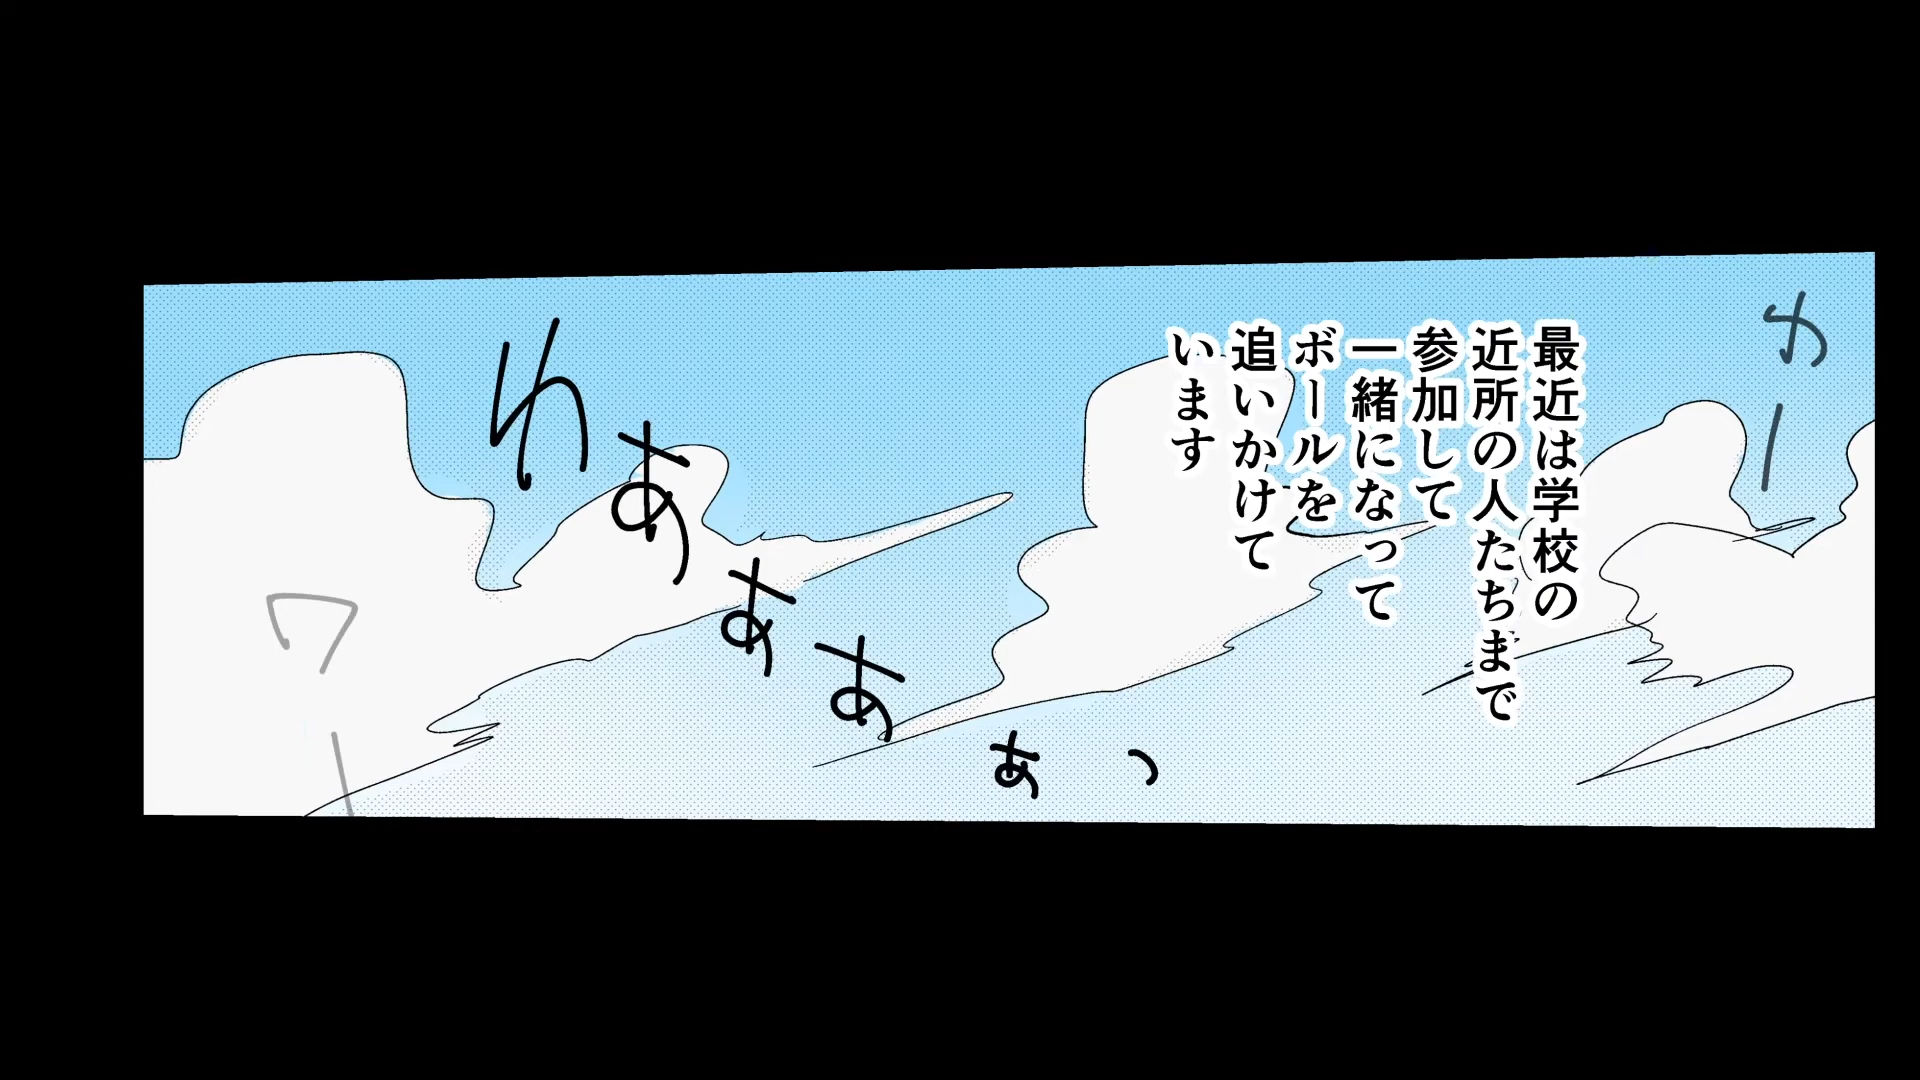 最近は学校の
近所の人たちまで
参加して
一緒になって
ボールを
追いかけて
います
わー
わぁぁぁぁっ
ワー